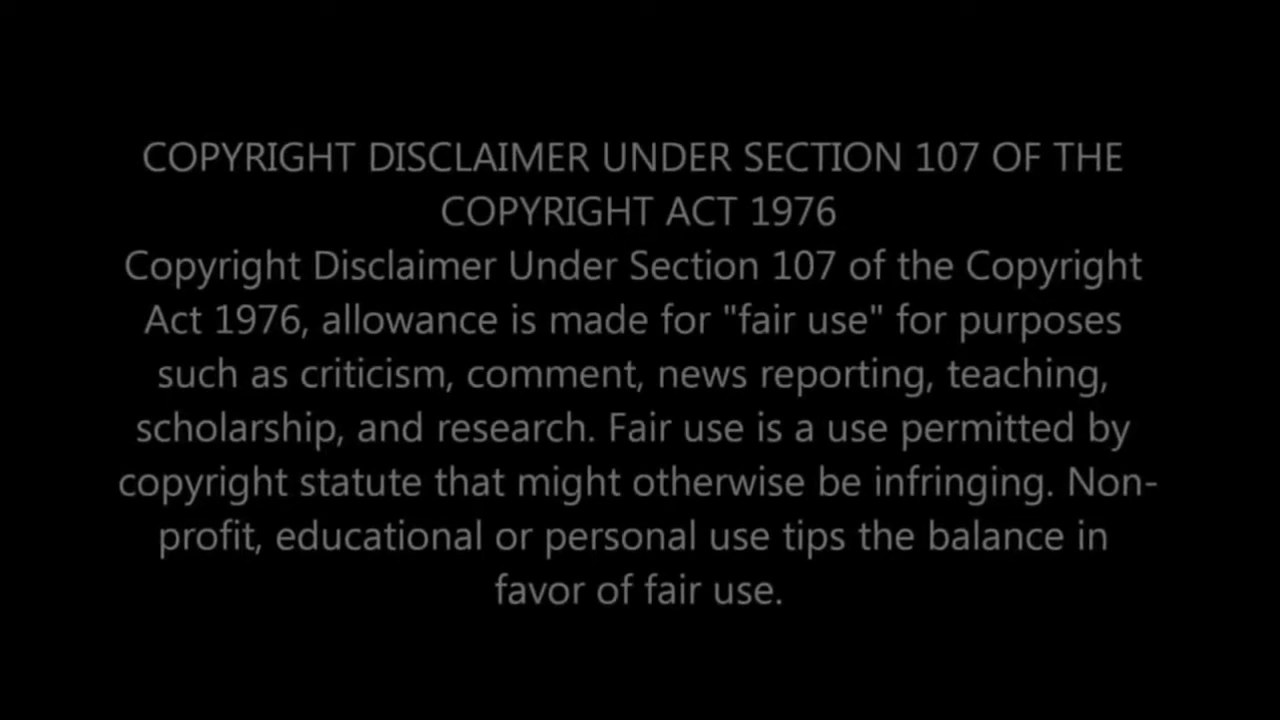 COPYRIGHT DISCLAIMER UNDER SECTION 107 OF THE
COPYRIGHT ACT 1976
Copyright Disclaimer Under Section 107 of the Copyright
Act 1976, allowance is made for "fair use" for purposes
such as criticism, comment, news reporting, teaching,
scholarship, and research. Fair use is a use permitted by
copyright statute that might otherwise be infringing. Non-
profit, educational or personal use tips the balance in
favor of fair use.